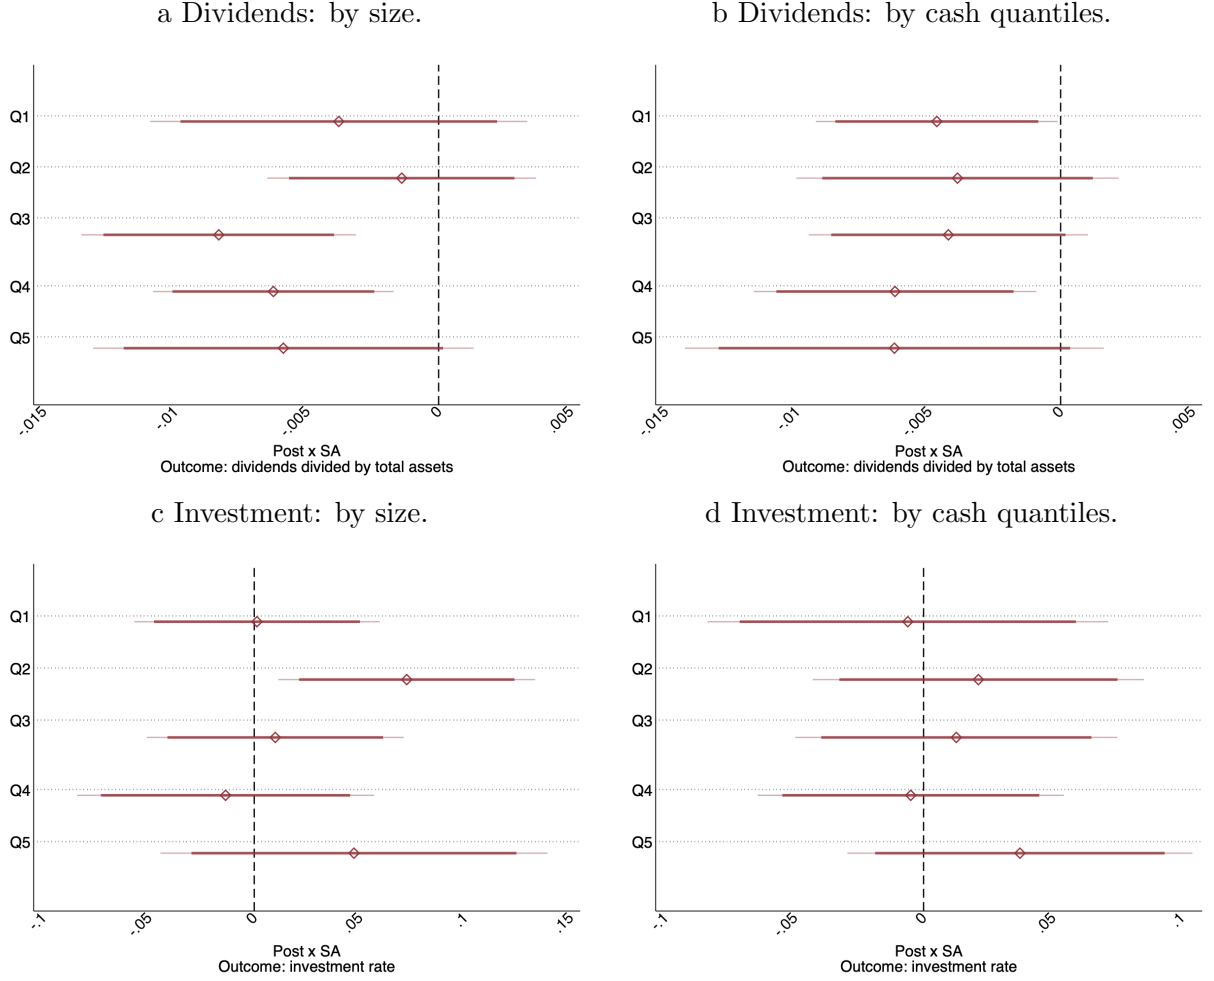 a Dividends: by size.
Q1
Q2
Q3
Q4
Q5
-.015
-.01
-.005
0
.005
Post x SA
Outcome: dividends divided by total assets
b Dividends: by cash quantiles.
Q1
Q2
Q3
Q4
Q5
-.015
-.01
-.005
0
.005
Post x SA
Outcome: dividends divided by total assets
c Investment: by size.
Q1
Q2
Q3
Q4
Q5
-.1
-.05
0
.05
.1
.15
Post x SA
Outcome: investment rate
d Investment: by cash quantiles.
Q1
Q2
Q3
Q4
Q5
-.1
-.05
0
.05
.1
Post x SA
Outcome: investment rate